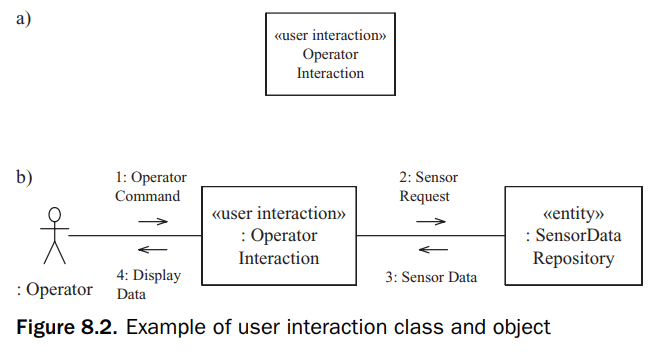 a)
«user interaction»
Operator
Interaction
b)
1: Operator
Command
2: Sensor
Request
«user interaction»
: Operator
Interaction
«entity»
: SensorData
Repository
: Operator
4: Display
Data
3: Sensor Data
Figure 8.2. Example of user interaction class and object